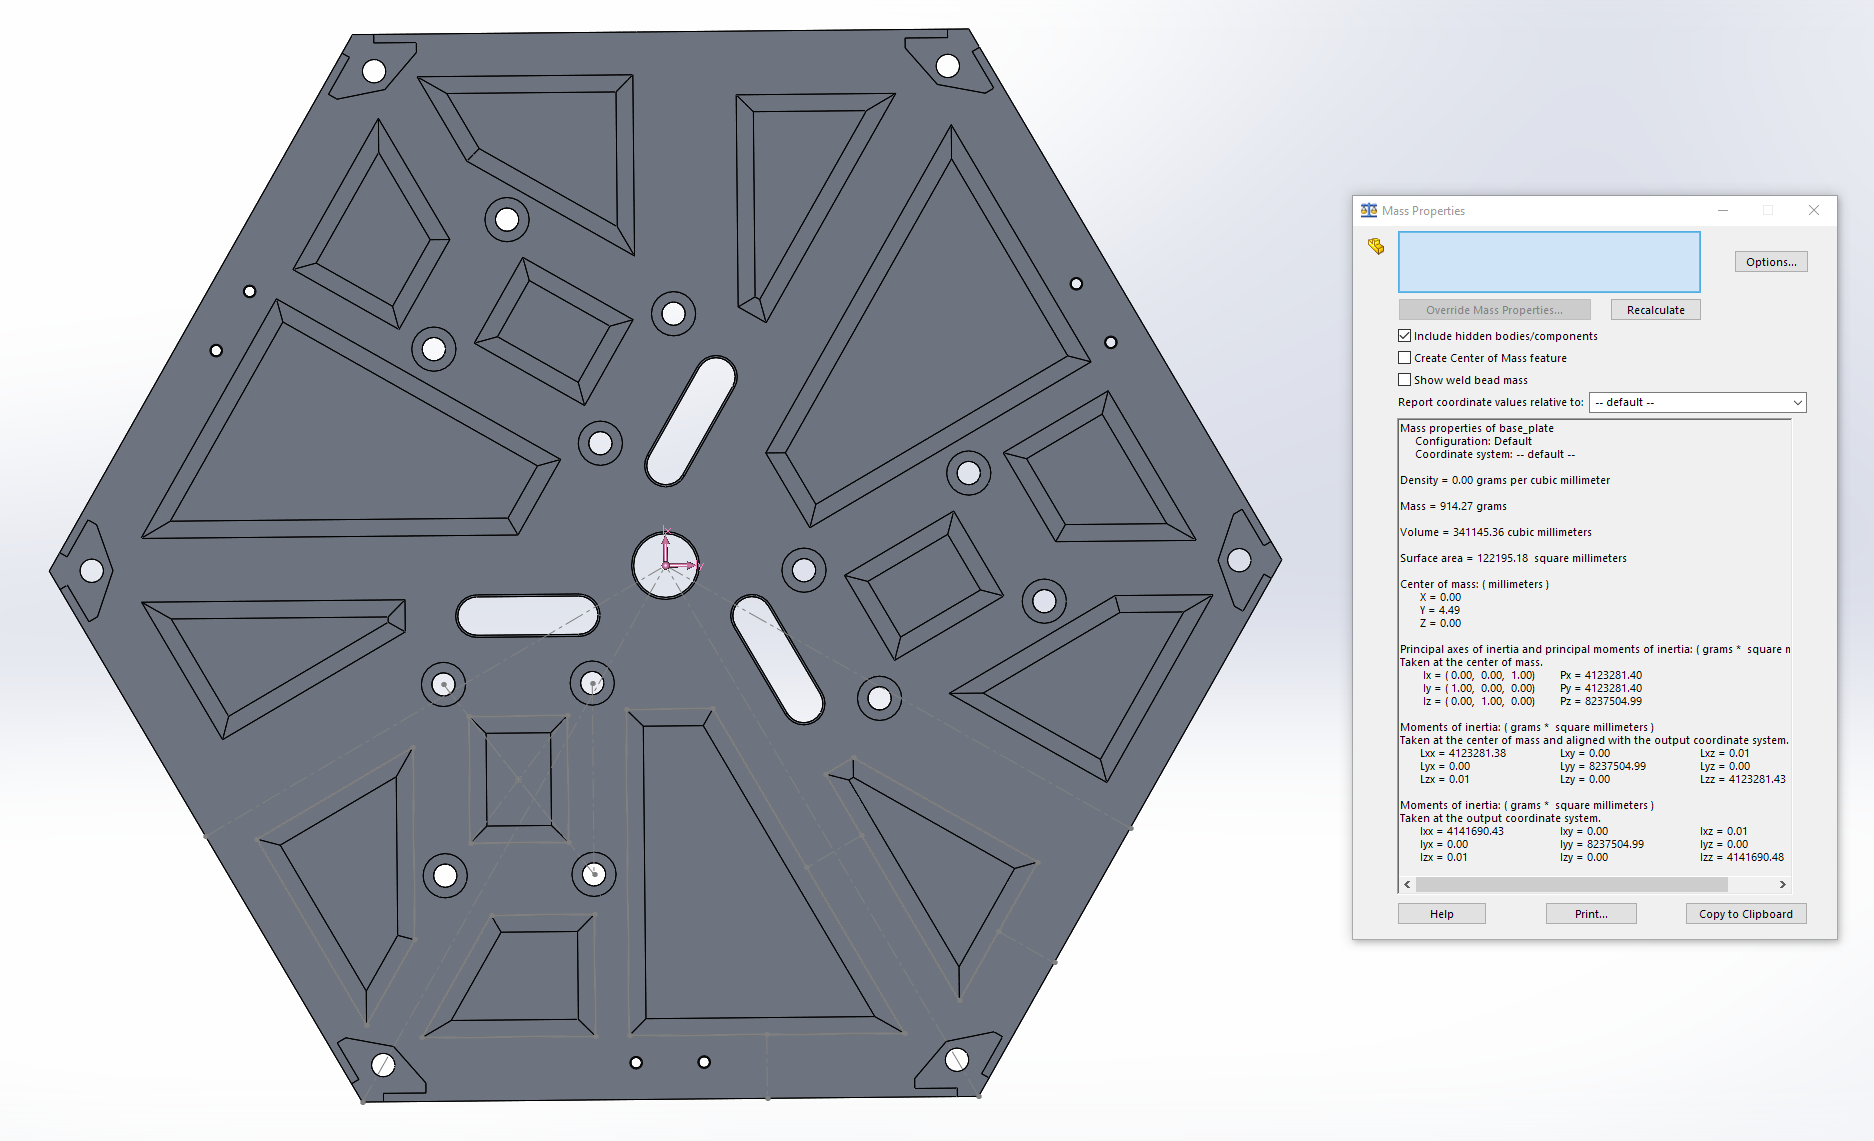 Mass Properties
Options...
Override Mass Properties...
Recalculate
Include hidden bodies/components
Create Center of Mass feature
Show weld bead mass
Report coordinate values relative to: -- default --
Mass properties of base_plate
Configuration: Default
Coordinate system: -- default --
Density = 0.00 grams per cubic millimeter
Mass = 914.27 grams
Volume = 341145.36 cubic millimeters
Surface area = 122195.18 square millimeters
Center of mass: ( millimeters )
X = 0.00
Y = 4.49
Z = 0.00
Principal axes of inertia and principal moments of inertia: ( grams * square
Taken at the center of mass.
Ix = ( 0.00, 0.00, 1.00) Px = 4123281.40
Iy = ( 1.00, 0.00, 0.00) Py = 4123281.40
Iz = ( 0.00, 1.00, 0.00) Pz = 8237504.99
Moments of inertia: ( grams * square millimeters )
Taken at the center of mass and aligned with the output coordinate system.
Lxx = 4123281.38 Lxy = 0.00 Lxz = 0.01
Lyx = 0.00 Lyy = 8237504.99 Lyz = 0.00
Lzx = 0.01 Lzy = 0.00 Lzz = 4123281.43
Moments of inertia: ( grams * square millimeters )
Taken at the output coordinate system.
Ixx = 4141690.43 Ixy = 0.00 Ixz = 0.01
Iyx = 0.00 Iyy = 8237504.99 Iyz = 0.00
Izx = 0.01 Izy = 0.00 Izz = 4141690.48
Help
Print...
Copy to Clipboard